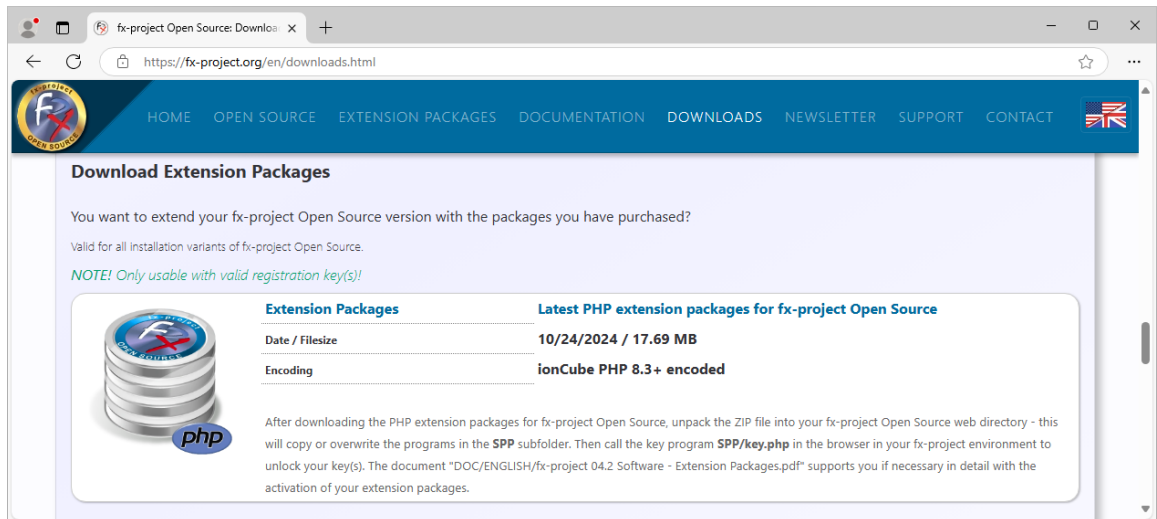 fx-project Open Source: Downloa
https://fx-project.org/en/downloads.html
fx-project
OPEN SOURCE
HOME OPEN SOURCE EXTENSION PACKAGES DOCUMENTATION DOWNLOADS NEWSLETTER SUPPORT CONTACT
Download Extension Packages
You want to extend your fx-project Open Source version with the packages you have purchased?
Valid for all installation variants of fx-project Open Source.
NOTE! Only usable with valid registration key(s)!
fx-project
OPEN SOURCE
php
Extension Packages Latest PHP extension packages for fx-project Open Source
Date / Filesize 10/24/2024 / 17.69 MB
Encoding ionCube PHP 8.3+ encoded
After downloading the PHP extension packages for fx-project Open Source, unpack the ZIP file into your fx-project Open Source web directory - this
will copy or overwrite the programs in the SPP subfolder. Then call the key program SPP/key.php in the browser in your fx-project environment to
unlock your key(s). The document "DOC/ENGLISH/fx-project 04.2 Software - Extension Packages.pdf" supports you if necessary in detail with the
activation of your extension packages.